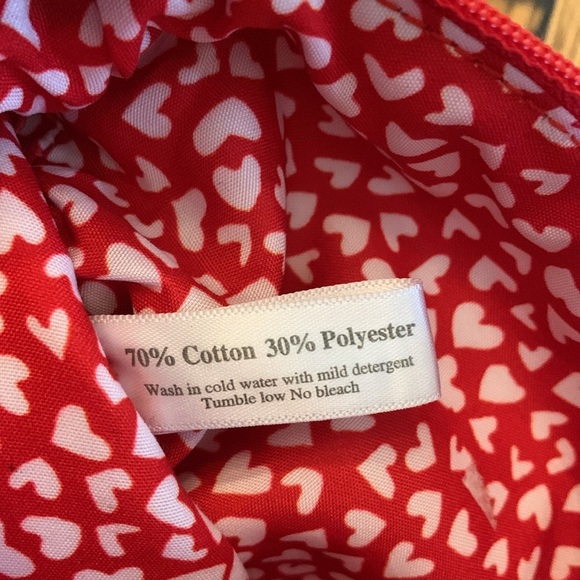 70% Cotton 30% Polyester
Wash in cold water with mild detergent
Tumble low No bleach